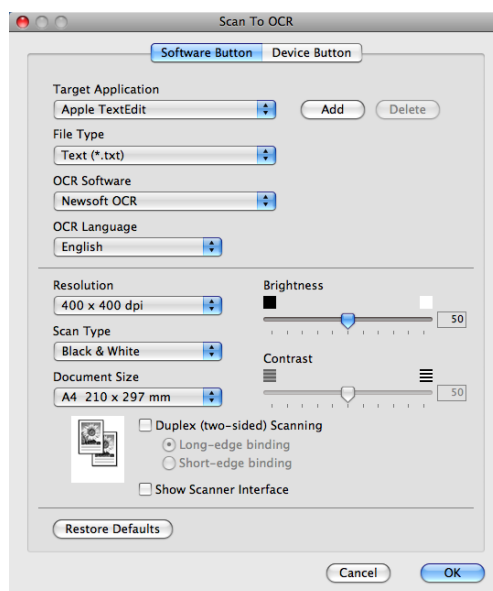 Scan To OCR
Software Button Device Button
Target Application
Apple TextEdit Add Delete
File Type
Text (*.txt)
OCR Software
Newsoft OCR
OCR Language
English
Resolution Brightness
400 x 400 dpi 50
Scan Type
Black & White Contrast
Document Size
A4 210 x 297 mm 50
Duplex (two-sided) Scanning
Long-edge binding
Short-edge binding
Show Scanner Interface
Restore Defaults
Cancel OK